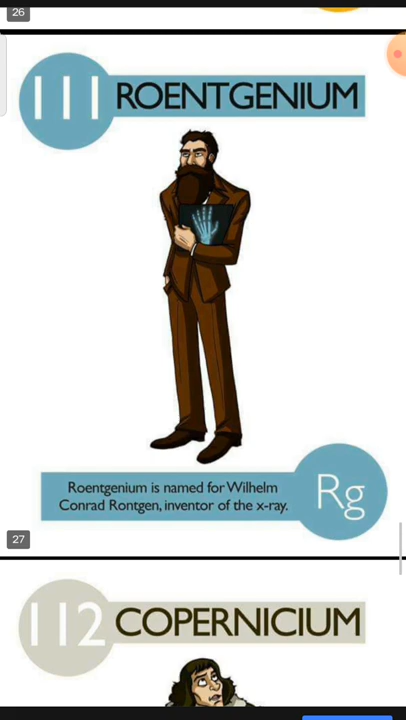 26
111 ROENTGENIUM
Roentgenium is named for Wilhelm
Conrad Rontgen, inventor of the x-ray.
Rg
27
112 COPERNICIUM